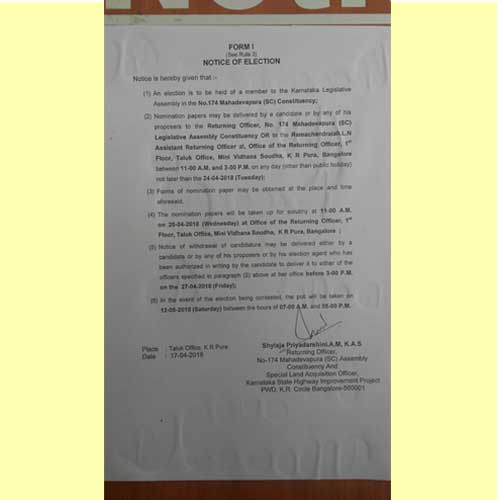 FORM I
(See Rule 3)
NOTICE OF ELECTION
Notice is hereby given that :-
(1) An election is to be held of a member to the Karnataka Legislative
Assembly in the No.174 Mahadevapura (SC) Constituency;
(2) Nomination papers may be delivered by a candidate or by any of his
proposers to the Returning Officer, No. 174 Mahadevapura (SC)
Legislative Assembly Constituency OR to the Ramachandraiah.L.N
Assistant Returning Officer at, Office of the Returning Officer, 1st
Floor, Taluk Office, Mini Vidhana Soudha, K R Pura, Bangalore
between 11-00 A.M. and 3-00 P.M. on any day (other than public holiday)
not later than the 24-04-2018 (Tuesday);
(3) Forms of nomination paper may be obtained at the place and time
aforesaid.
(4) The nomination papers will be taken up for scrutiny at 11-00 A.M.
on 25-04-2018 (Wednesday) at Office of the Returning Officer, 1st
Floor, Taluk Office, Mini Vidhana Soudha, K R Pura, Bangalore ;
(5) Notice of withdrawal of candidature may be delivered either by a
candidate or by any of his proposers or by his election agent who has
been authorized in writing by the candidate to deliver it to either of the
officers specified in paragraph (2) above at her office before 3-00 P.M.
on the 27-04-2018 (Friday);
(6) In the event of the election being contested, the poll will be taken on
12-05-2018 (Saturday) between the hours of 07-00 A.M. and 06-00 P.M.
Place : Taluk Office, K R Pura
Date : 17-04-2018
Shylaja Priyadarshini.A.M, K.A.S
Returning Officer,
No-174 Mahadevapura (SC) Assembly
Constituency And
Special Land Acquisition Officer,
Karnataka State Highway Improvement Project
PWD, K.R. Circle Bangalore-560001